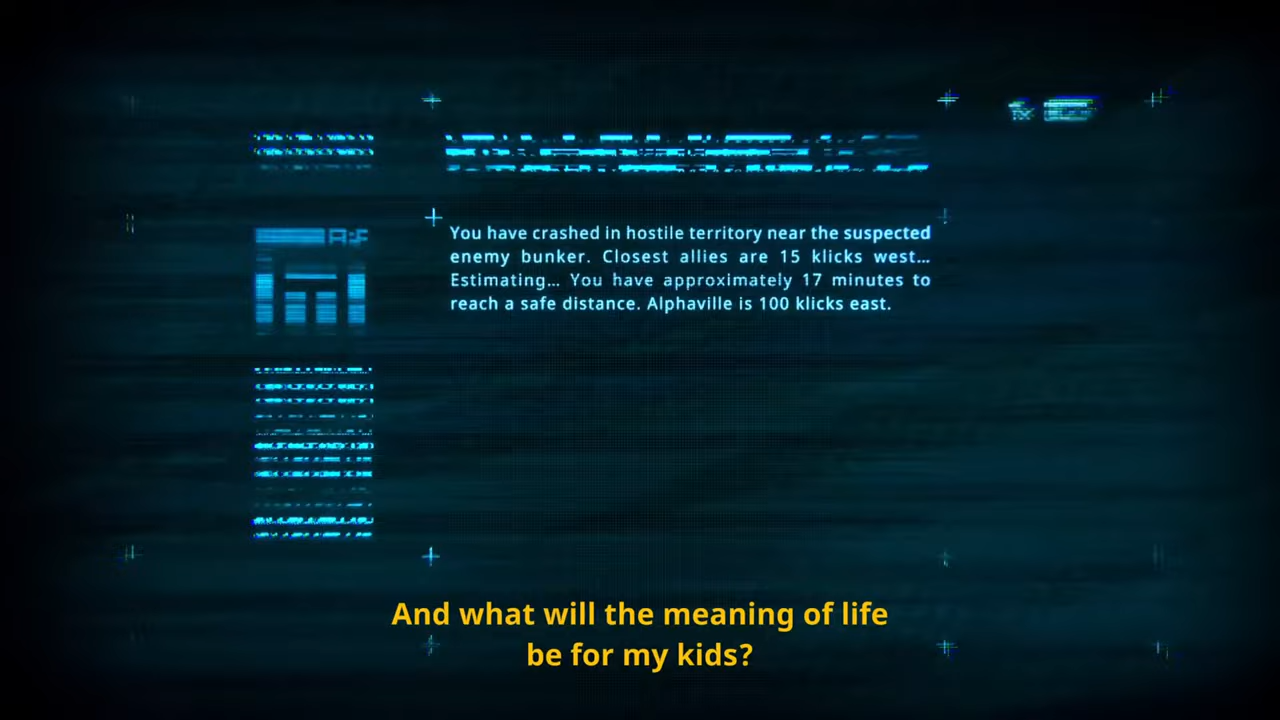 You have crashed in hostile territory near the suspected
enemy bunker. Closest allies are 15 klicks west...
Estimating... You have approximately 17 minutes to
reach a safe distance. Alphaville is 100 klicks east.
And what will the meaning of life
be for my kids?